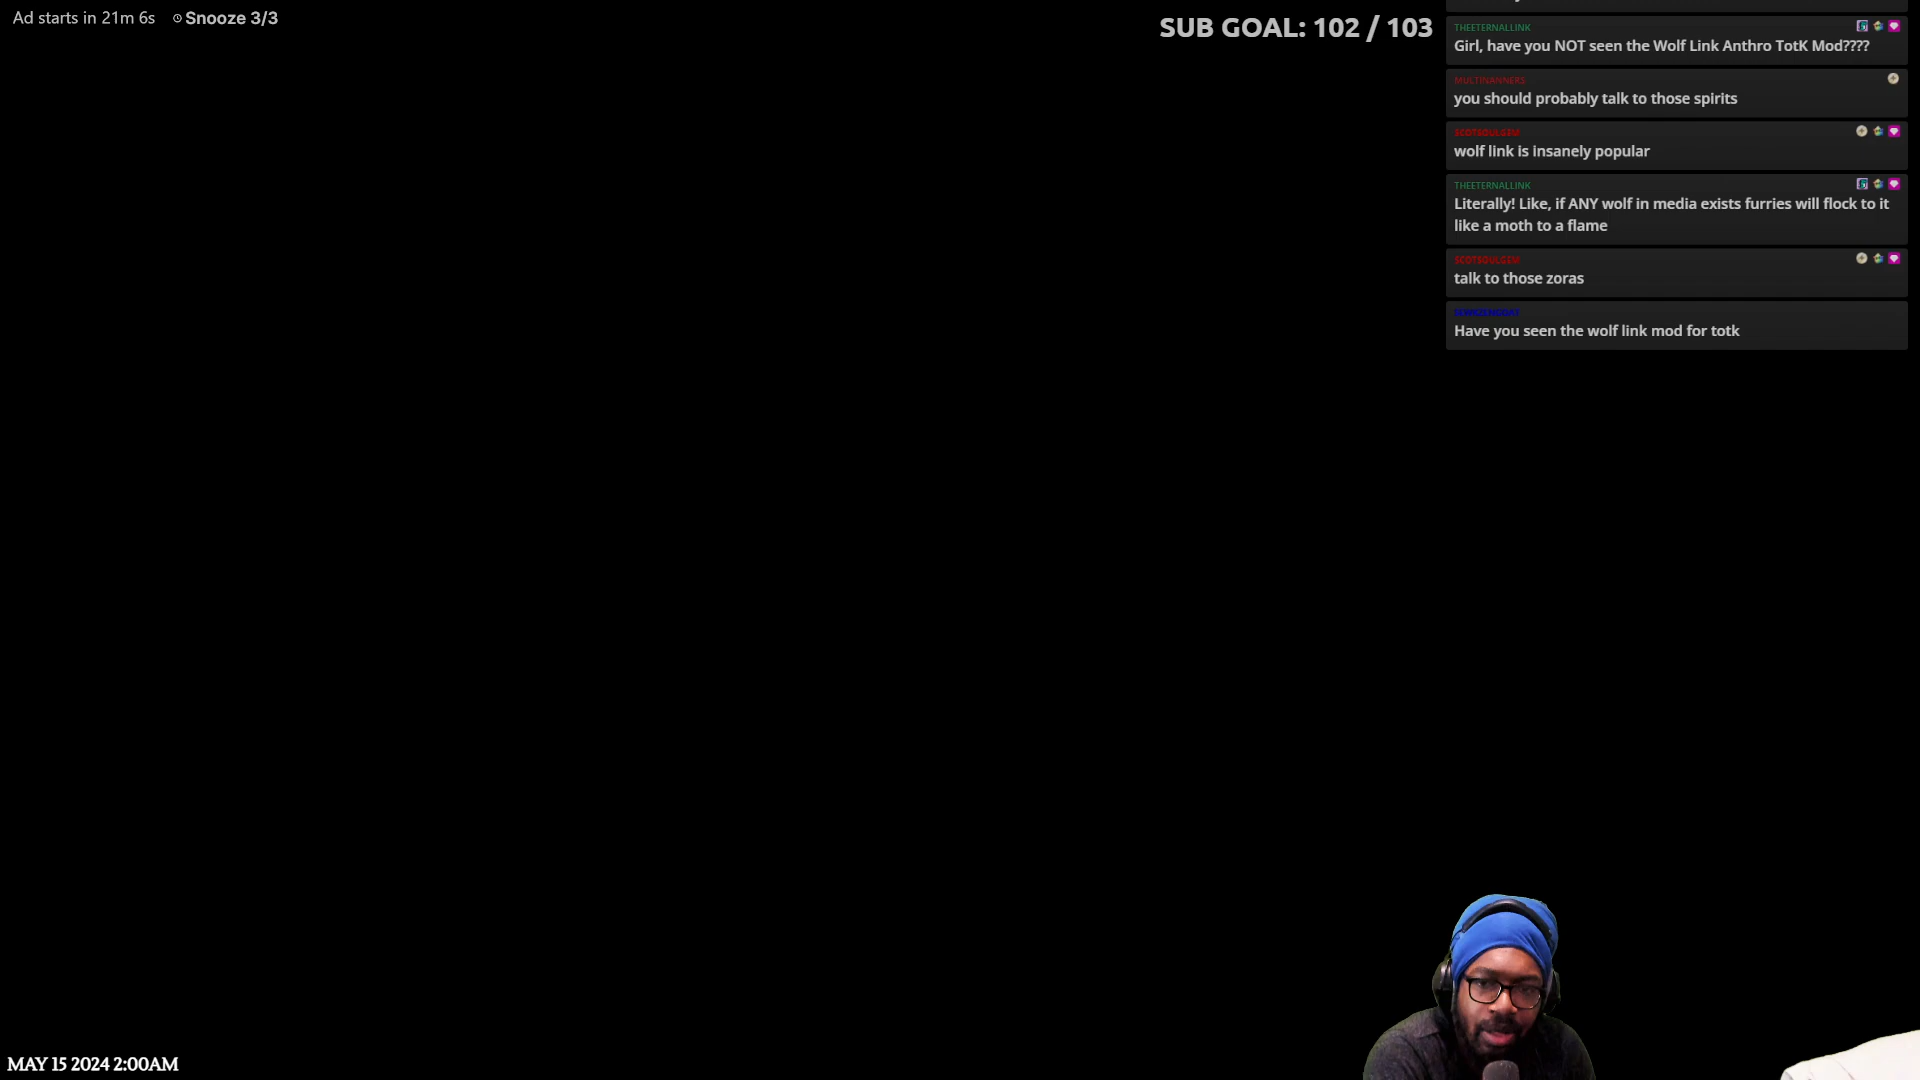 Ad starts in 21m 6s
Snooze 3/3
SUB GOAL: 102 / 103
THEETERNALLINK
Girl, have you NOT seen the Wolf Link Anthro TotK Mod????
MULTINANNERS
you should probably talk to those spirits
SCOTSOULGEM
wolf link is insanely popular
THEETERNALLINK
Literally! Like, if ANY wolf in media exists furries will flock to it
like a moth to a flame
SCOTSOULGEM
talk to those zoras
Have you seen the wolf link mod for totk
MAY 15 2024 2:00AM